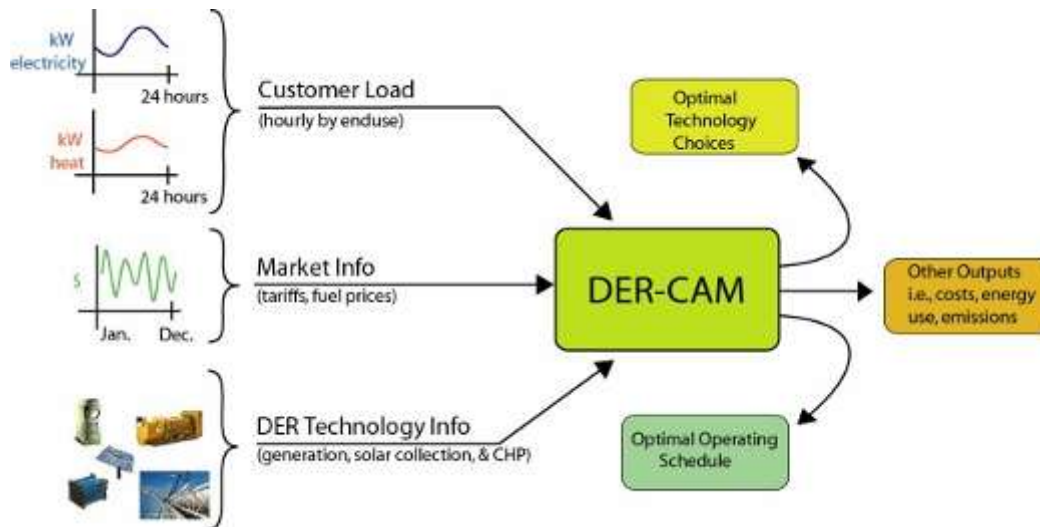 kW
electricity
24 hours
kW
heat
24 hours
Customer Load
(hourly by enduse)
$
Jan.
Dec.
Market Info
(tariffs, fuel prices)
DER Technology Info
(generation, solar collection, & CHP)
DER-CAM
Optimal
Technology
Choices
Other Outputs
i.e., costs, energy
use, emissions
Optimal Operating
Schedule